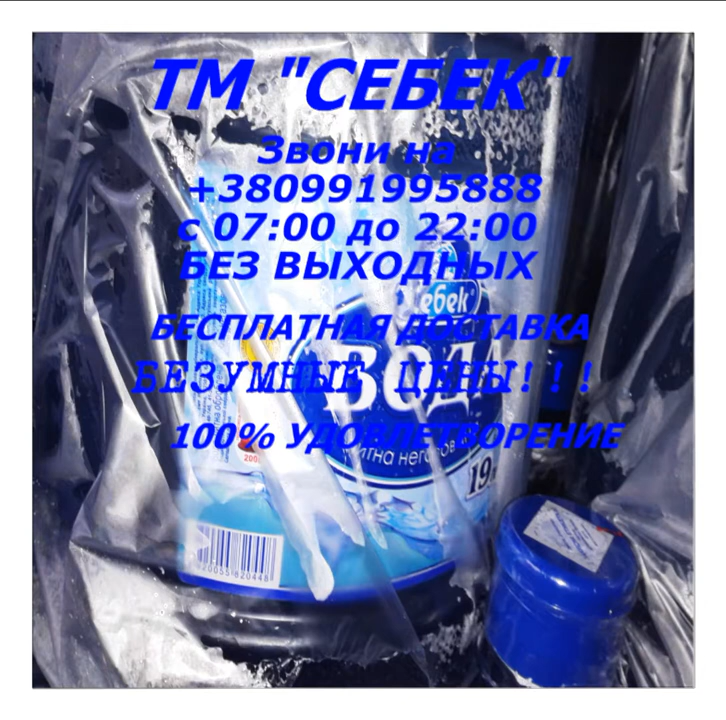 ТМ "СЕБЕК"
Звони на
+380991995888
с 07:00 до 22:00
БЕЗ ВЫХОДНЫХ
Себек
БЕСПЛАТНАЯ ДОСТАВКА
ВОДА
БЕЗУМНЫЕ ЦЕНЫ!!!
100% УДОВЛЕТВОРЕНИЕ
19